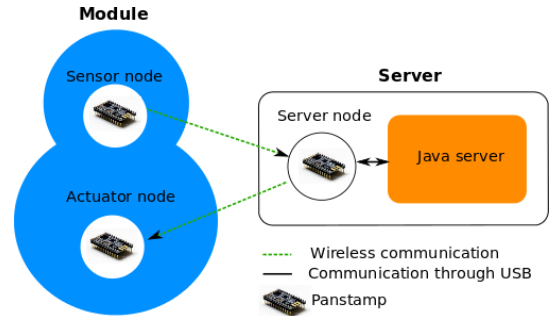 Module
Sensor node
Server
Server node
Java server
Actuator node
Wireless communication
Communication through USB
Panstamp